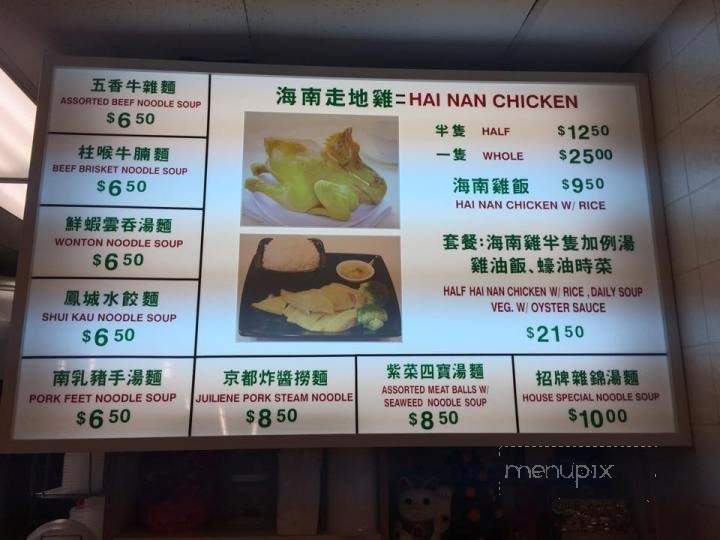 五香牛雜麵
ASSORTED BEEF NOODLE SOUP
$6 50
柱喉牛腩麵
BEEF BRISKET NOODLE SOUP
$6 50
鮮蝦雲吞湯麵
WONTON NOODLE SOUP
$6 50
鳳城水餃麵
SHUI KAU NOODLE SOUP
$6 50
南乳豬手湯麵
PORK FEET NOODLE SOUP
$6 50
海南走地雞=HAI NAN CHICKEN
半隻 HALF $12 50
一隻 WHOLE $25 00
海南雞飯 $9 50
HAI NAN CHICKEN W/ RICE
套餐:海南雞半隻加例湯
雞油飯、蠔油時菜
HALF HAI NAN CHICKEN W/ RICE , DAILY SOUP
VEG. W/ OYSTER SAUCE
$21 50
京都炸醬撈麵
JUILIENE PORK STEAM NOODLE
$8 50
紫菜四寶湯麵
ASSORTED MEAT BALLS W/
SEAWEED NOODLE SOUP
$8 50
招牌雜錦湯麵
HOUSE SPECIAL NOODLE SOUP
$10 00
menupix